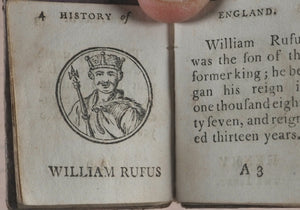 A HISTORY of
WILLIAM RUFUS
ENGLAND.
William Rufus
was the ſon of the
former king; he be
gan his reign i
one thouſand eigh
ty ſeven, and reign
ed thirteen years.
A 3